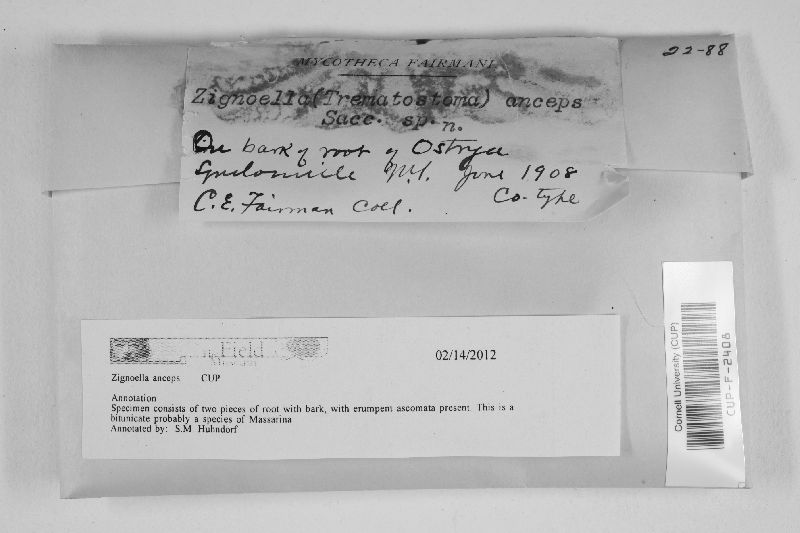 22-88
MYCOTHECA FAIRMANI
Zignoella (Trematostoma) anceps
Sacc. sp. n.
On bark of root of Ostrya
Lyndonville N.Y. June 1908
C.E. Fairman Coll. Co-type
Field
Museum
02/14/2012
Zignoella anceps CUP
Annotation
Specimen consists of two pieces of root with bark, with erumpent ascomata present This is a
bitunicate probably a species of Massarina
Annotated by: S.M Huhndorf
Cornell University (CUP)
CUP-F-2408